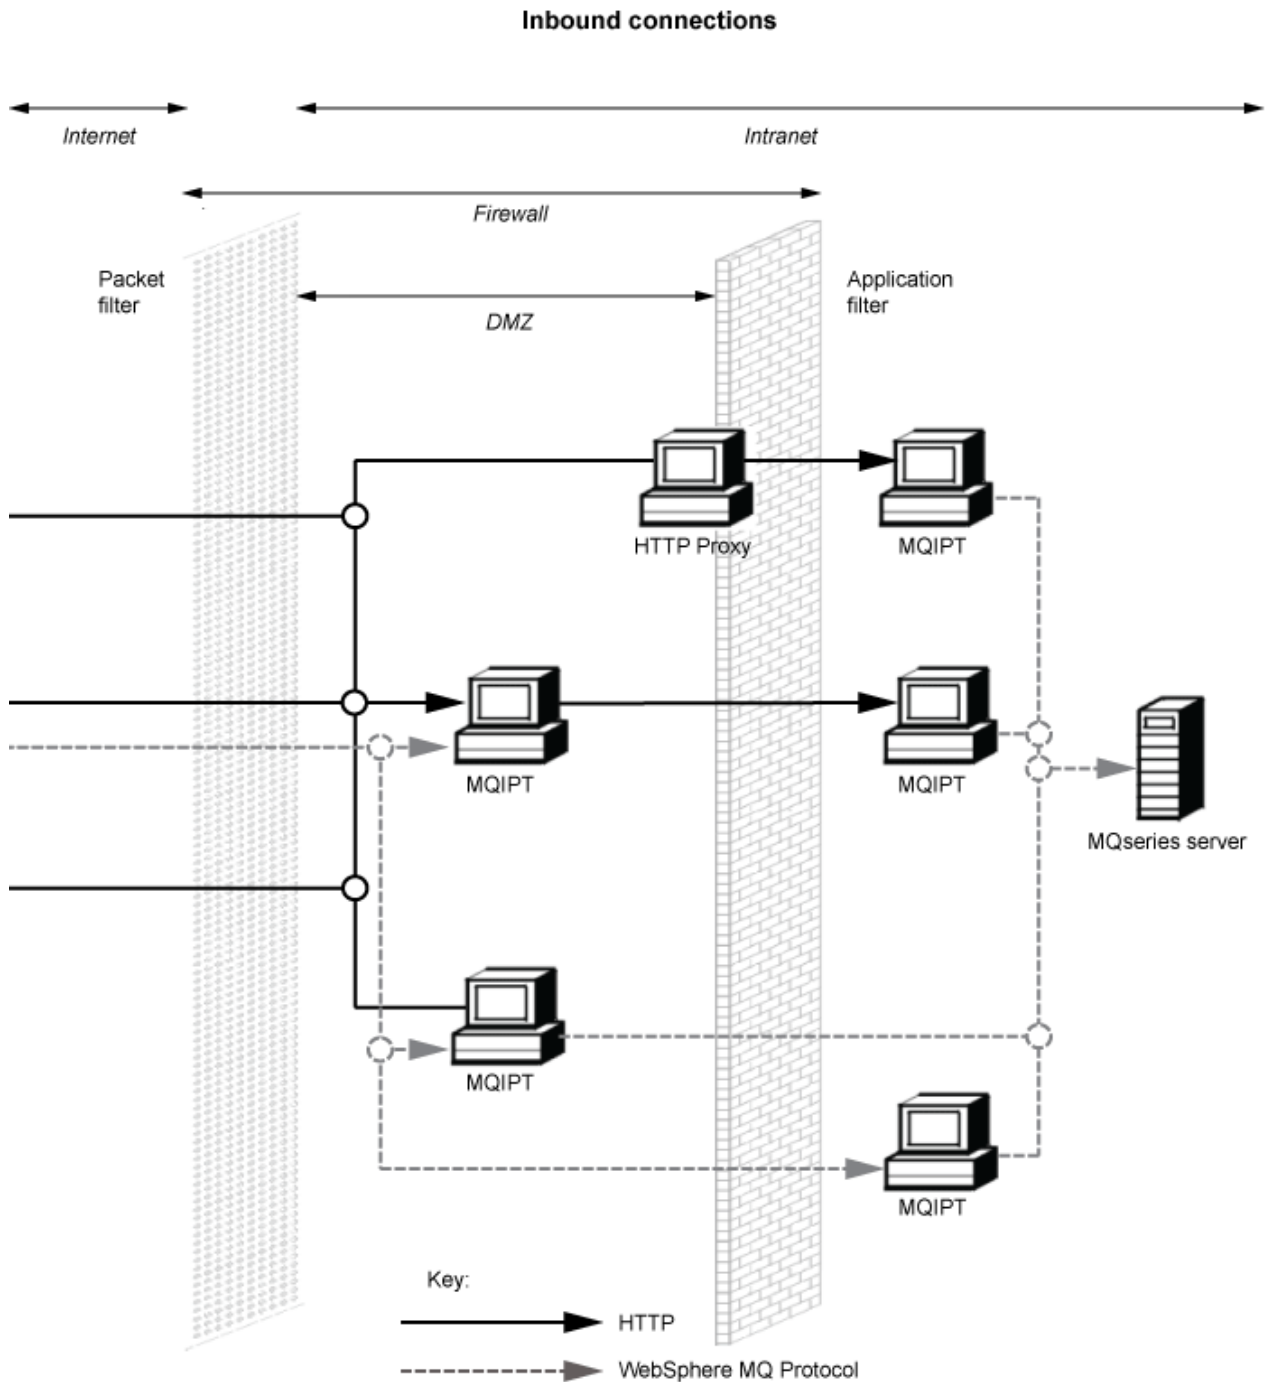 Inbound connections
Internet
Intranet
Firewall
Packet
filter
Application
filter
DMZ
HTTP Proxy
MQIPT
MQIPT
MQIPT
MQseries server
MQIPT
MQIPT
Key:
HTTP
WebSphere MQ Protocol